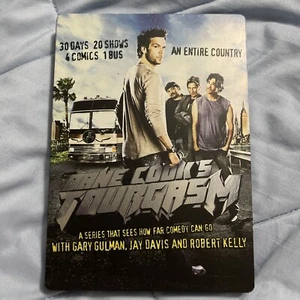 30 DAYS 20 SHOWS
4 COMICS 1 BUS
AN ENTIRE COUNTRY
DANE COOK'S
TOURGASM
A SERIES THAT SEES HOW FAR COMEDY CAN GO
WITH GARY GULMAN, JAY DAVIS AND ROBERT KELLY